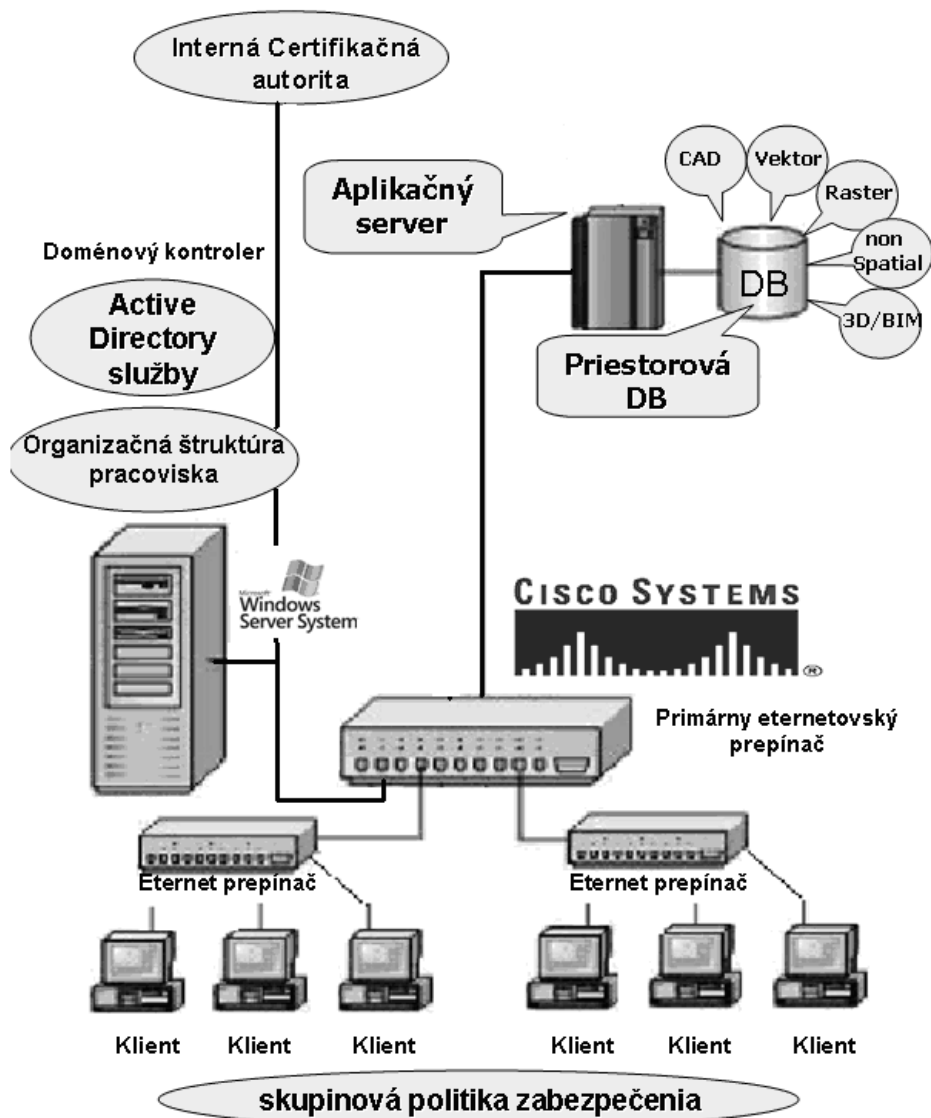 Interná Certifikačná
autorita
CAD
Vektor
Raster
non
Spatial
3D/BIM
Aplikačný
server
DB
Priestorová
DB
Doménový kontroler
Active
Directory
služby
Organizačná štruktúra
pracoviska
Microsoft
Windows
Server System
CISCO SYSTEMS
®
Primárny eternetovský
prepínač
Eternet prepínač
Eternet prepínač
Klient
Klient
Klient
Klient
Klient
Klient
skupinová politika zabezpečenia